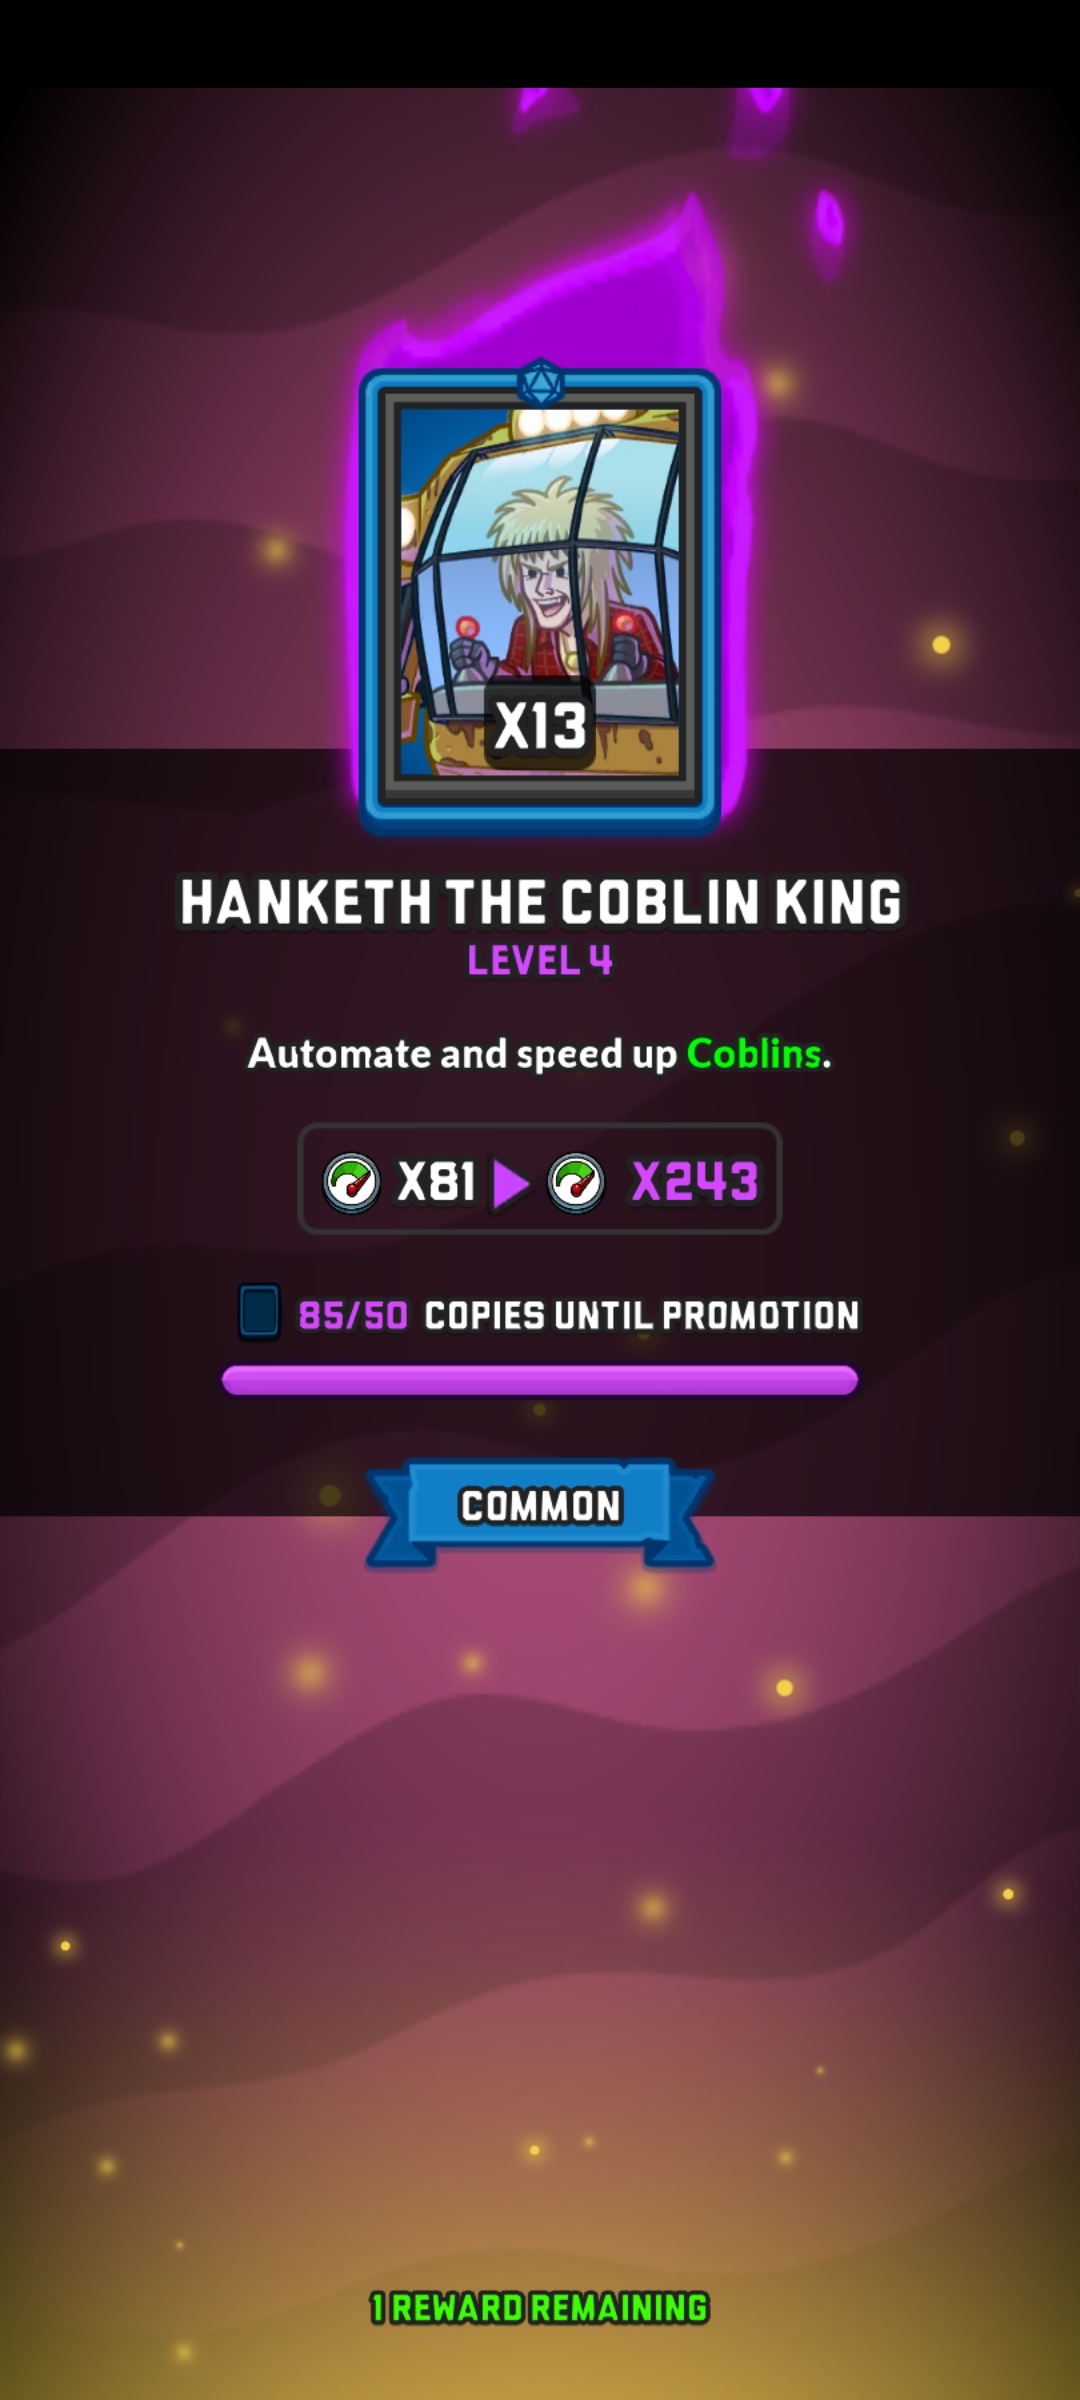 X13
HANKETH THE COBLIN KING
LEVEL 4
Automate and speed up Coblins.
X81 X243
85/50 COPIES UNTIL PROMOTION
COMMON
1 REWARD REMAINING